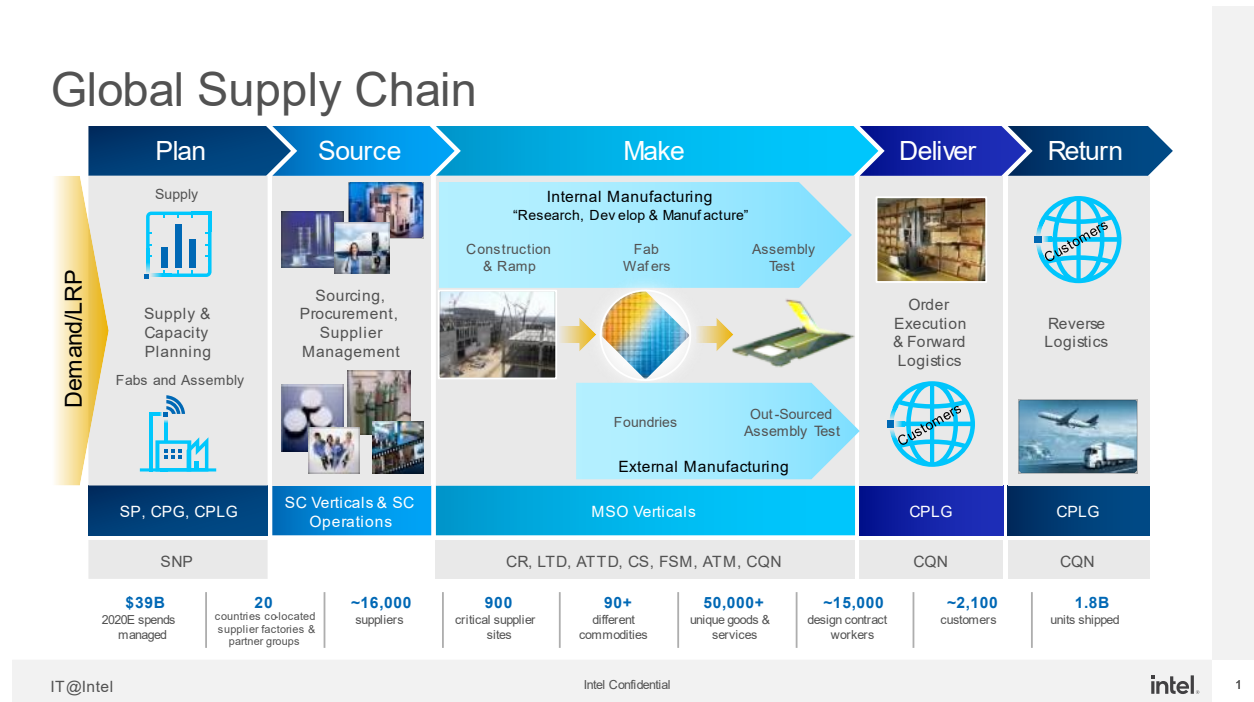 Global Supply Chain
Plan
Source
Make
Deliver
Return
Demand/LRP
Supply
Supply &
Capacity
Planning
Fabs and Assembly
Sourcing,
Procurement,
Supplier
Management
Internal Manufacturing
“Research, Develop & Manufacture”
Construction
& Ramp
Fab
Wafers
Assembly
Test
Foundries
Out-Sourced
Assembly Test
External Manufacturing
Order
Execution
& Forward
Logistics
Customers
Customers
Reverse
Logistics
SP, CPG, CPLG
SC Verticals & SC
Operations
MSO Verticals
CPLG
CPLG
SNP
CR, LTD, ATTD, CS, FSM, ATM, CQN
CQN
CQN
$39B
2020E spends
managed
20
countries co-located
supplier factories &
partner groups
~16,000
suppliers
900
critical supplier
sites
90+
different
commodities
50,000+
unique goods &
services
~15,000
design contract
workers
~2,100
customers
1.8B
units shipped
IT@Intel
Intel Confidential
intel.
1